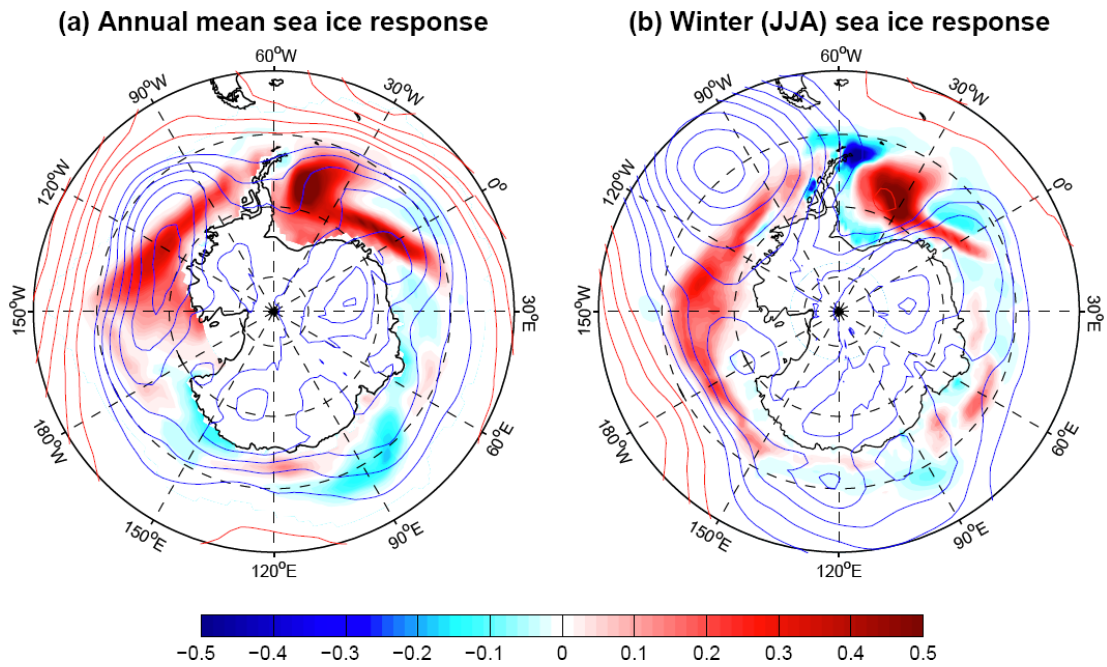 (a) Annual mean sea ice response
(b) Winter (JJA) sea ice response
60°W
30°W
0°
30°E
60°E
90°E
120°E
150°E
180°W
150°W
120°W
90°W
60°W
30°W
0°
30°E
60°E
90°E
120°E
150°E
180°W
150°W
120°W
90°W
−0.5 −0.4 −0.3 −0.2 −0.1 0 0.1 0.2 0.3 0.4 0.5